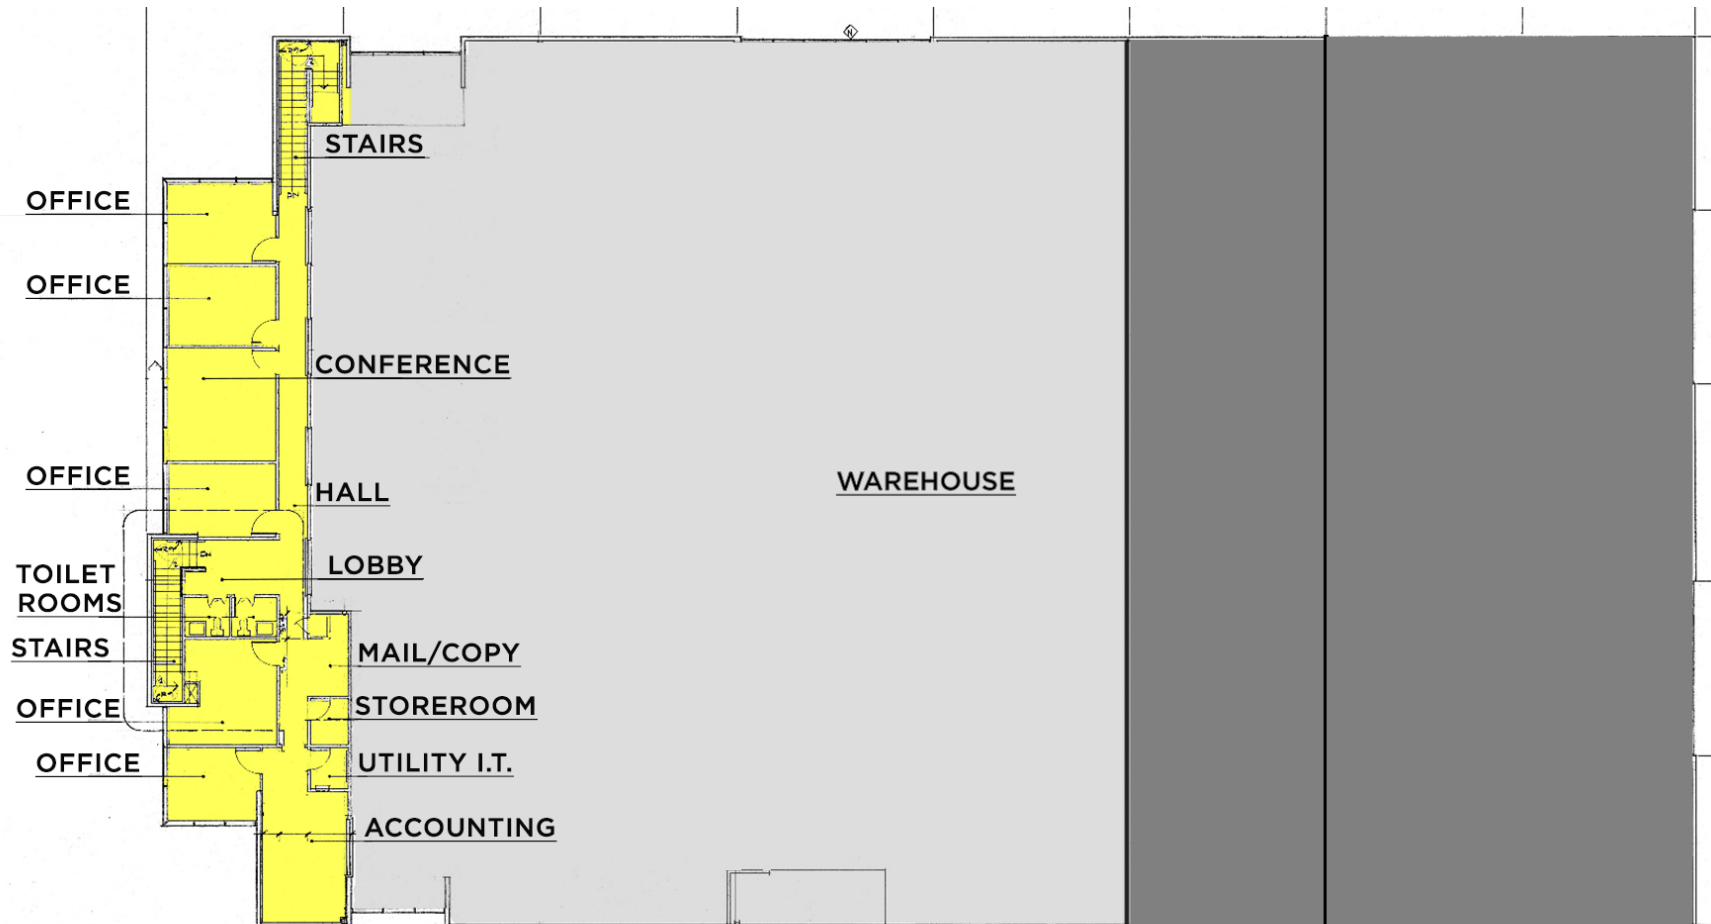 N
STAIRS
OFFICE
OFFICE
CONFERENCE
OFFICE
HALL
WAREHOUSE
LOBBY
TOILET
ROOMS
STAIRS
MAIL/COPY
OFFICE
STOREROOM
OFFICE
UTILITY I.T.
ACCOUNTING